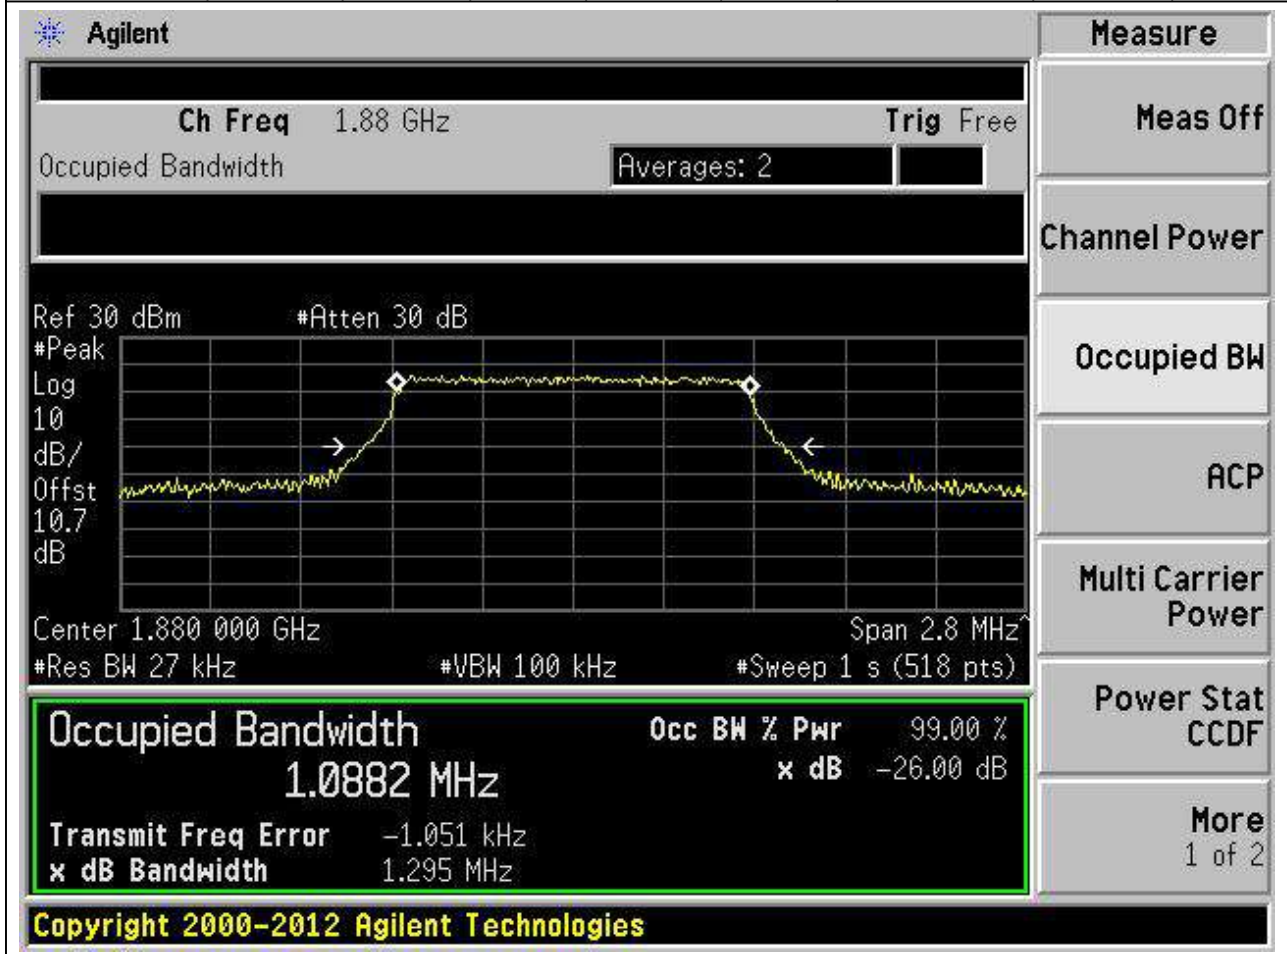 Agilent
Measure
Ch Freq 1.88 GHz Trig Free
Occupied Bandwidth Averages: 2
Meas Off
Channel Power
Occupied BW
ACP
Multi Carrier
Power
Power Stat
CCDF
More
1 of 2
Ref 30 dBm #Atten 30 dB
#Peak
Log
10
dB/
Offst
10.7
dB
Center 1.880 000 GHz Span 2.8 MHz^
#Res BW 27 kHz #VBW 100 kHz #Sweep 1 s (518 pts)
Occupied Bandwidth Occ BW % Pwr 99.00 %
1.0882 MHz x dB -26.00 dB
Transmit Freq Error -1.051 kHz
x dB Bandwidth 1.295 MHz
Copyright 2000-2012 Agilent Technologies